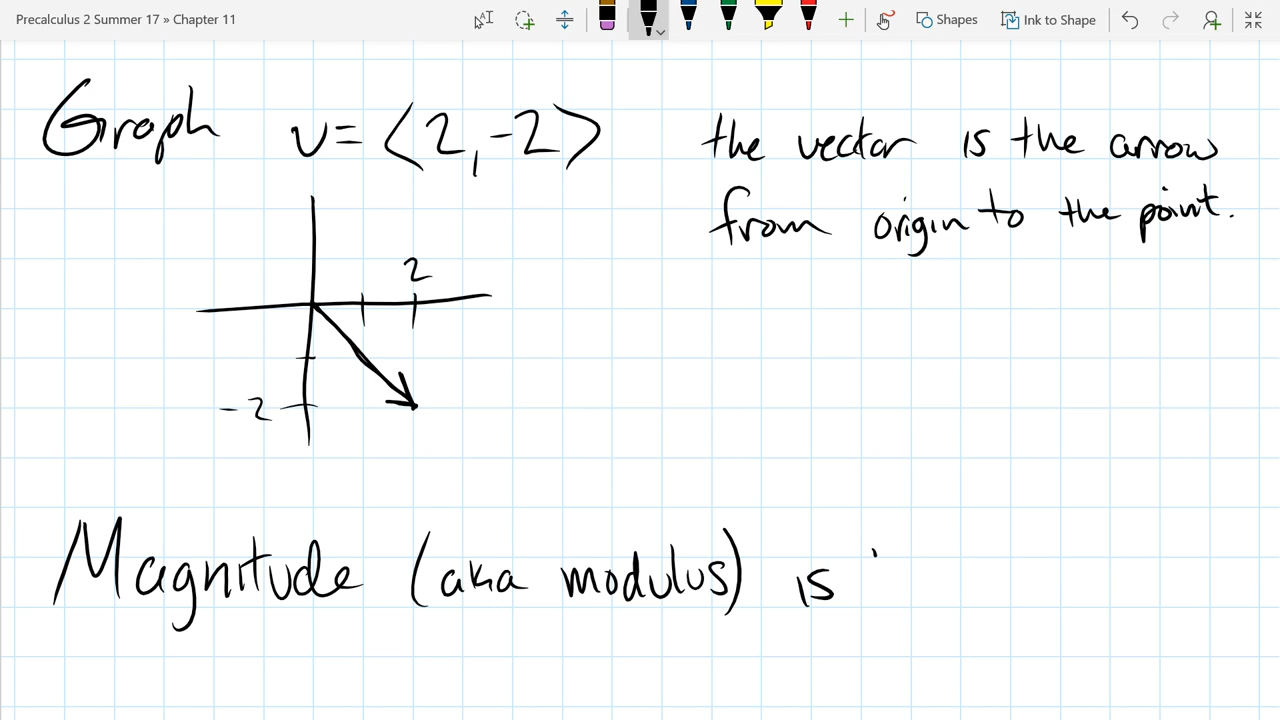 Precalculus 2 Summer 17 » Chapter 11
Shapes
Ink to Shape
Graph v = ⟨2, -2⟩
the vector is the arrow
from origin to the point.
2
-2
Magnitude (aka modulus) is